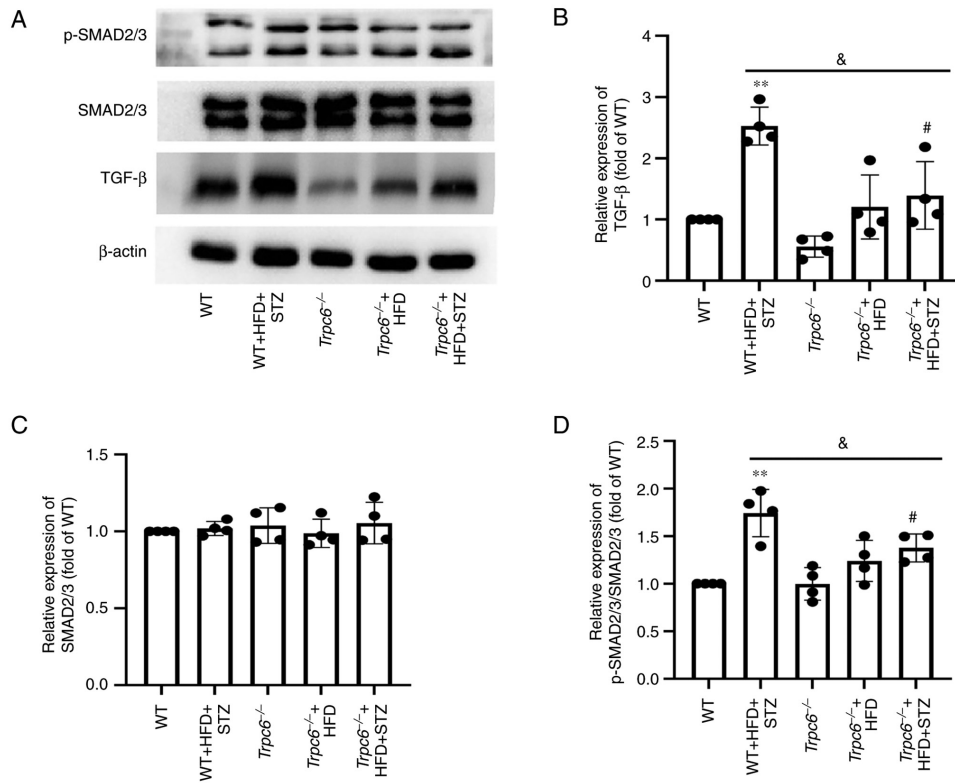 A
p-SMAD2/3
SMAD2/3
TGF-β
β-actin
WT
WT+HFD+
STZ
Trpc6⁻/⁻
Trpc6⁻/⁻+
HFD
Trpc6⁻/⁻+
HFD+STZ
B
Relative expression of
TGF-β (fold of WT)
4
3
2
1
0
&
**
#
WT
WT+HFD+
STZ
Trpc6⁻/⁻
Trpc6⁻/⁻+
HFD
Trpc6⁻/⁻+
HFD+STZ
C
Relative expression of
SMAD2/3 (fold of WT)
1.5
1.0
0.5
0.0
WT
WT+HFD+
STZ
Trpc6⁻/⁻
Trpc6⁻/⁻+
HFD
Trpc6⁻/⁻+
HFD+STZ
D
Relative expression of
p-SMAD2/3/SMAD2/3 (fold of WT)
2.5
2.0
1.5
1.0
0.5
0.0
&
**
#
WT
WT+HFD+
STZ
Trpc6⁻/⁻
Trpc6⁻/⁻+
HFD
Trpc6⁻/⁻+
HFD+STZ